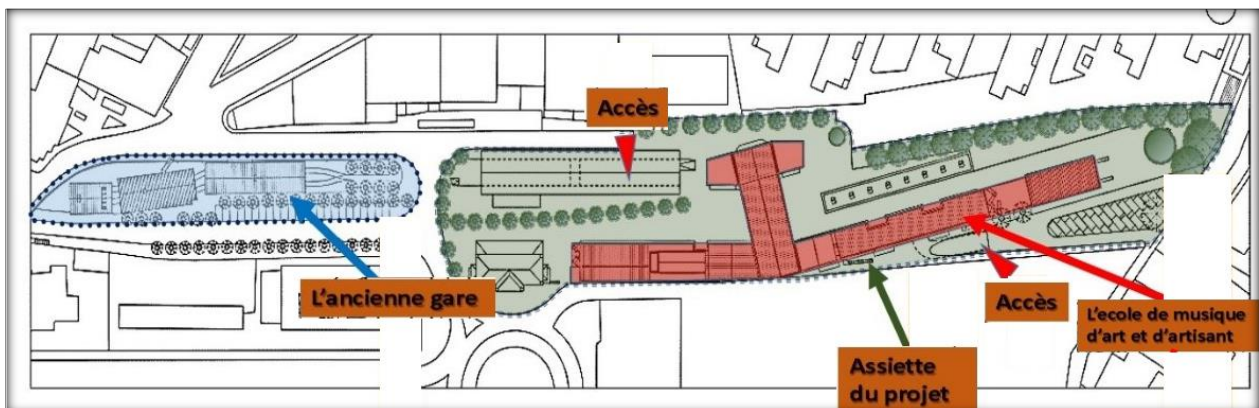 Accès
L'ancienne gare
Accès
Assiette
du projet
L'ecole de musique
d'art et d'artisant